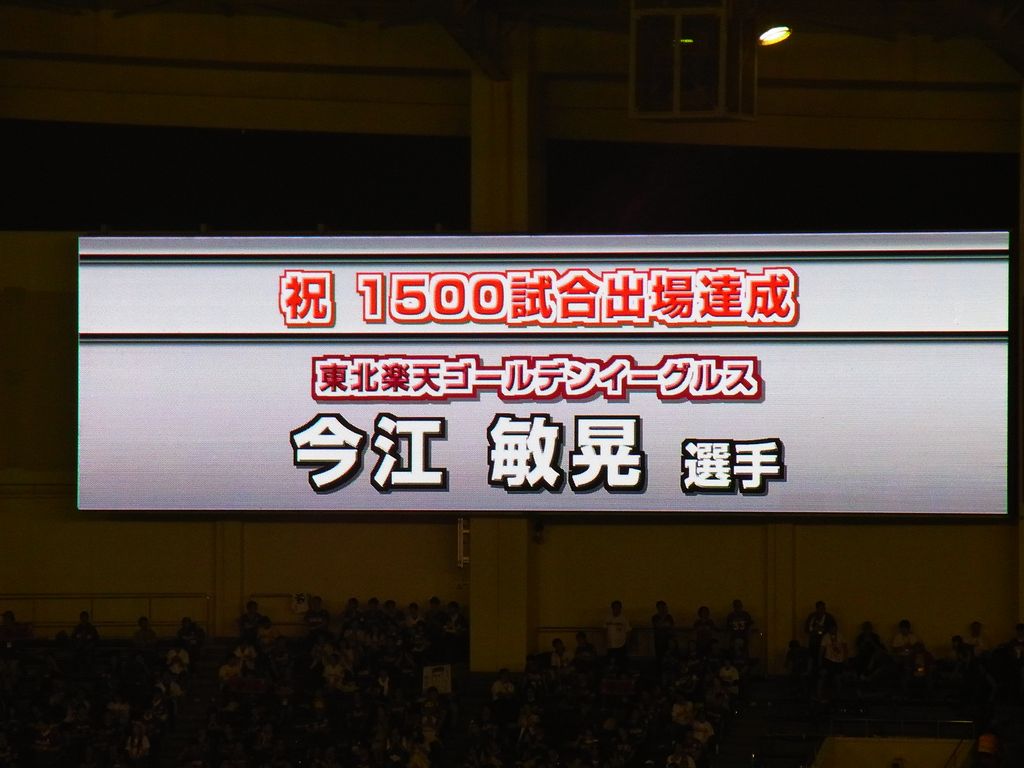 祝 1500試合出場達成
東北楽天ゴールデンイーグルス
今江 敏晃 選手